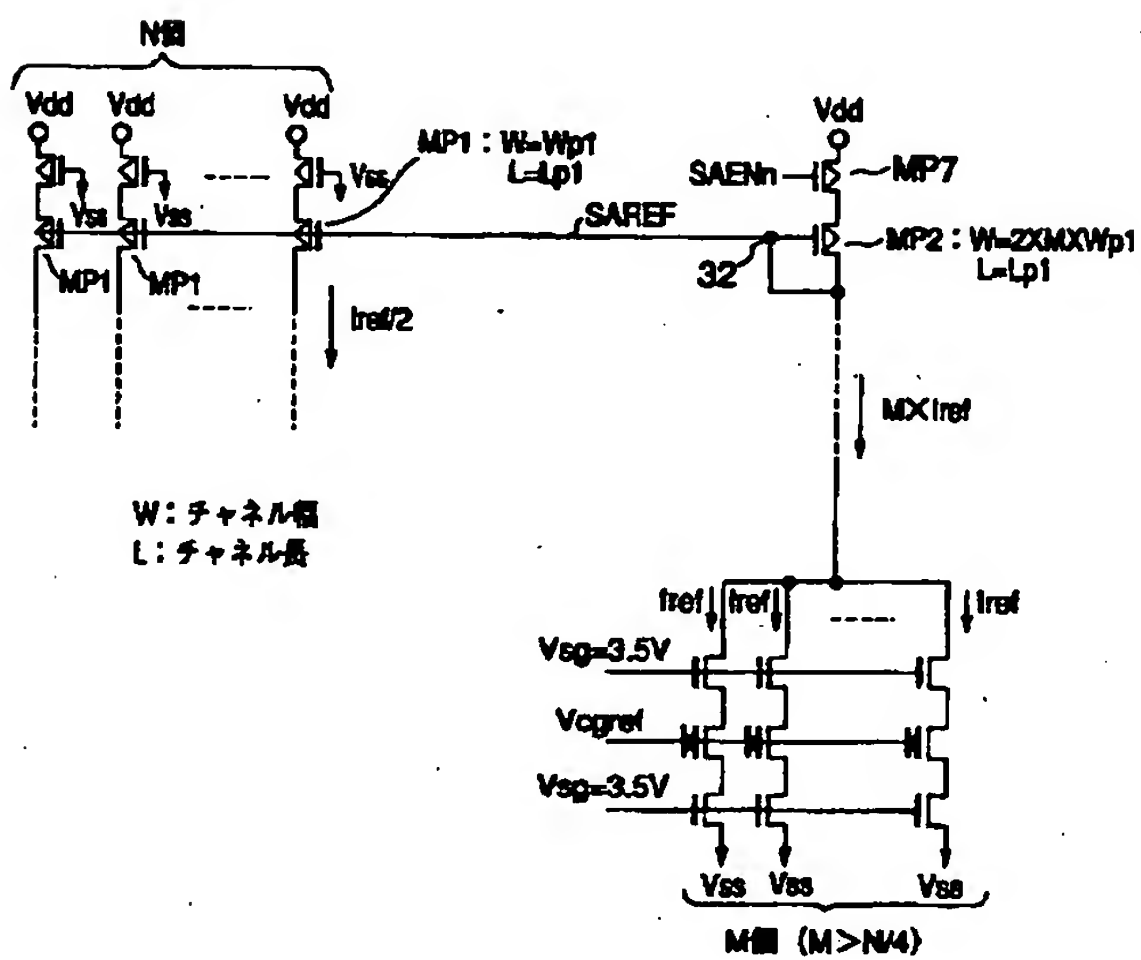 N個
Vdd Vdd Vdd Vdd
MP1：W=Wp1
L=Lp1
Vss
SAENn
MP7
Vss Vss
SAREF
MP2：W=2XMXWp1
L=Lp1
32
MP1 MP1
Iref/2
MXIref
W：チャネル幅
L：チャネル長
Iref Iref Iref
Vsg=3.5V
Vcgref
Vsg=3.5V
Vss Vss Vss
M個 (M>N/4)